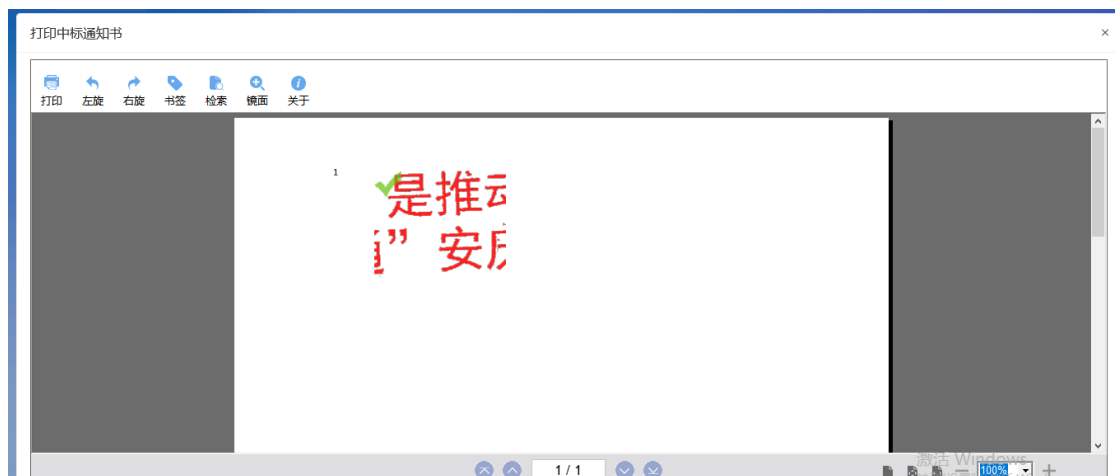 打印中标通知书
×
打印 左旋 右旋 书签 检索 镜面 关于
1
是推
” 安
1 / 1
激活 Windows
100%